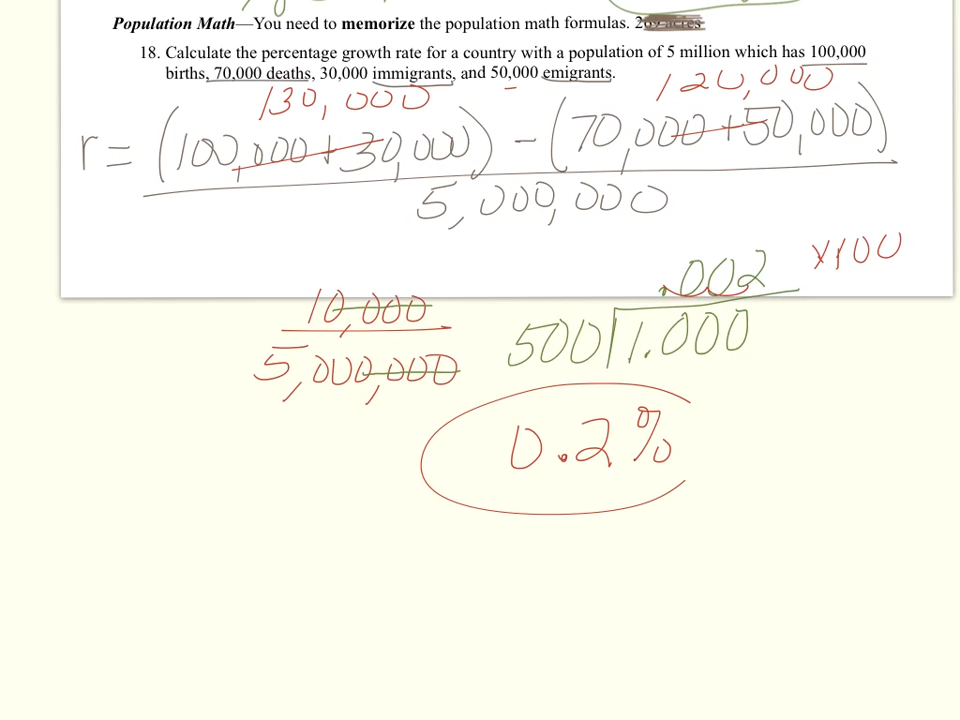 Population Math—You need to memorize the population math formulas.
18. Calculate the percentage growth rate for a country with a population of 5 million which has 100,000
births, 70,000 deaths, 30,000 immigrants, and 50,000 emigrants.
130,000 - 120,000
r = (100,000 + 30,000) - (70,000 + 50,000)
5,000,000
.002 x100
10,000
500 1.000
5,000,000
0.2%